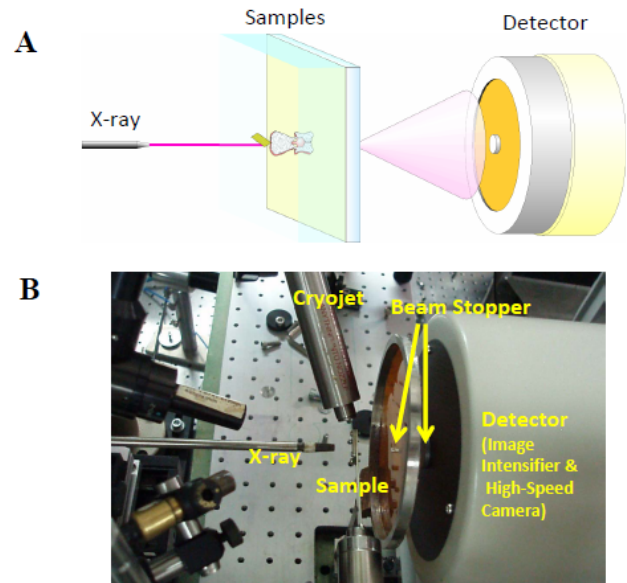 A
Samples
Detector
X-ray
B
Cryojet
Beam Stopper
X-ray
Sample
Detector
(Image
Intensifier &
High-Speed
Camera)